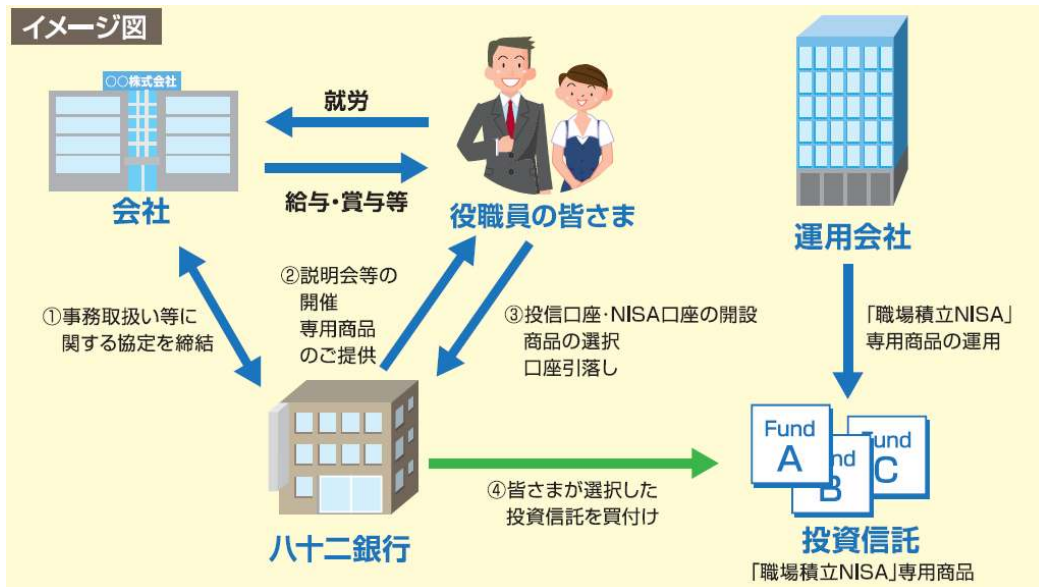 イメージ図
〇〇株式会社
会社
就労
給与・賞与等
役職員の皆さま
運用会社
①事務取扱い等に
関する協定を締結
②説明会等の
開催
専用商品
のご提供
③投信口座・NISA口座の開設
商品の選択
口座引落し
「職場積立NISA」
専用商品の運用
八十二銀行
④皆さまが選択した
投資信託を買付け
Fund
A
nd
B
und
C
投資信託
「職場積立NISA」専用商品